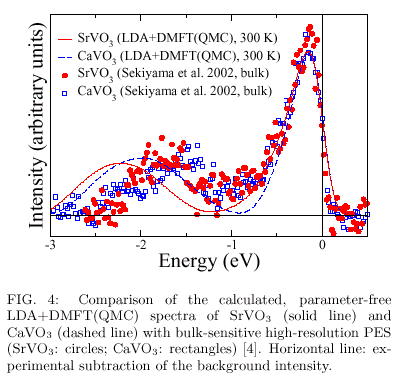 SrVO3 (LDA+DMFT(QMC), 300 K)
CaVO3 (LDA+DMFT(QMC), 300 K)
SrVO3 (Sekiyama et al. 2002, bulk)
CaVO3 (Sekiyama et al. 2002, bulk)
Intensity (arbitrary units)
-3 -2 -1 0
Energy (eV)
FIG. 4: Comparison of the calculated, parameter-free
LDA+DMFT(QMC) spectra of SrVO3 (solid line) and
CaVO3 (dashed line) with bulk-sensitive high-resolution PES
(SrVO3: circles; CaVO3: rectangles) [4]. Horizontal line: ex-
perimental subtraction of the background intensity.